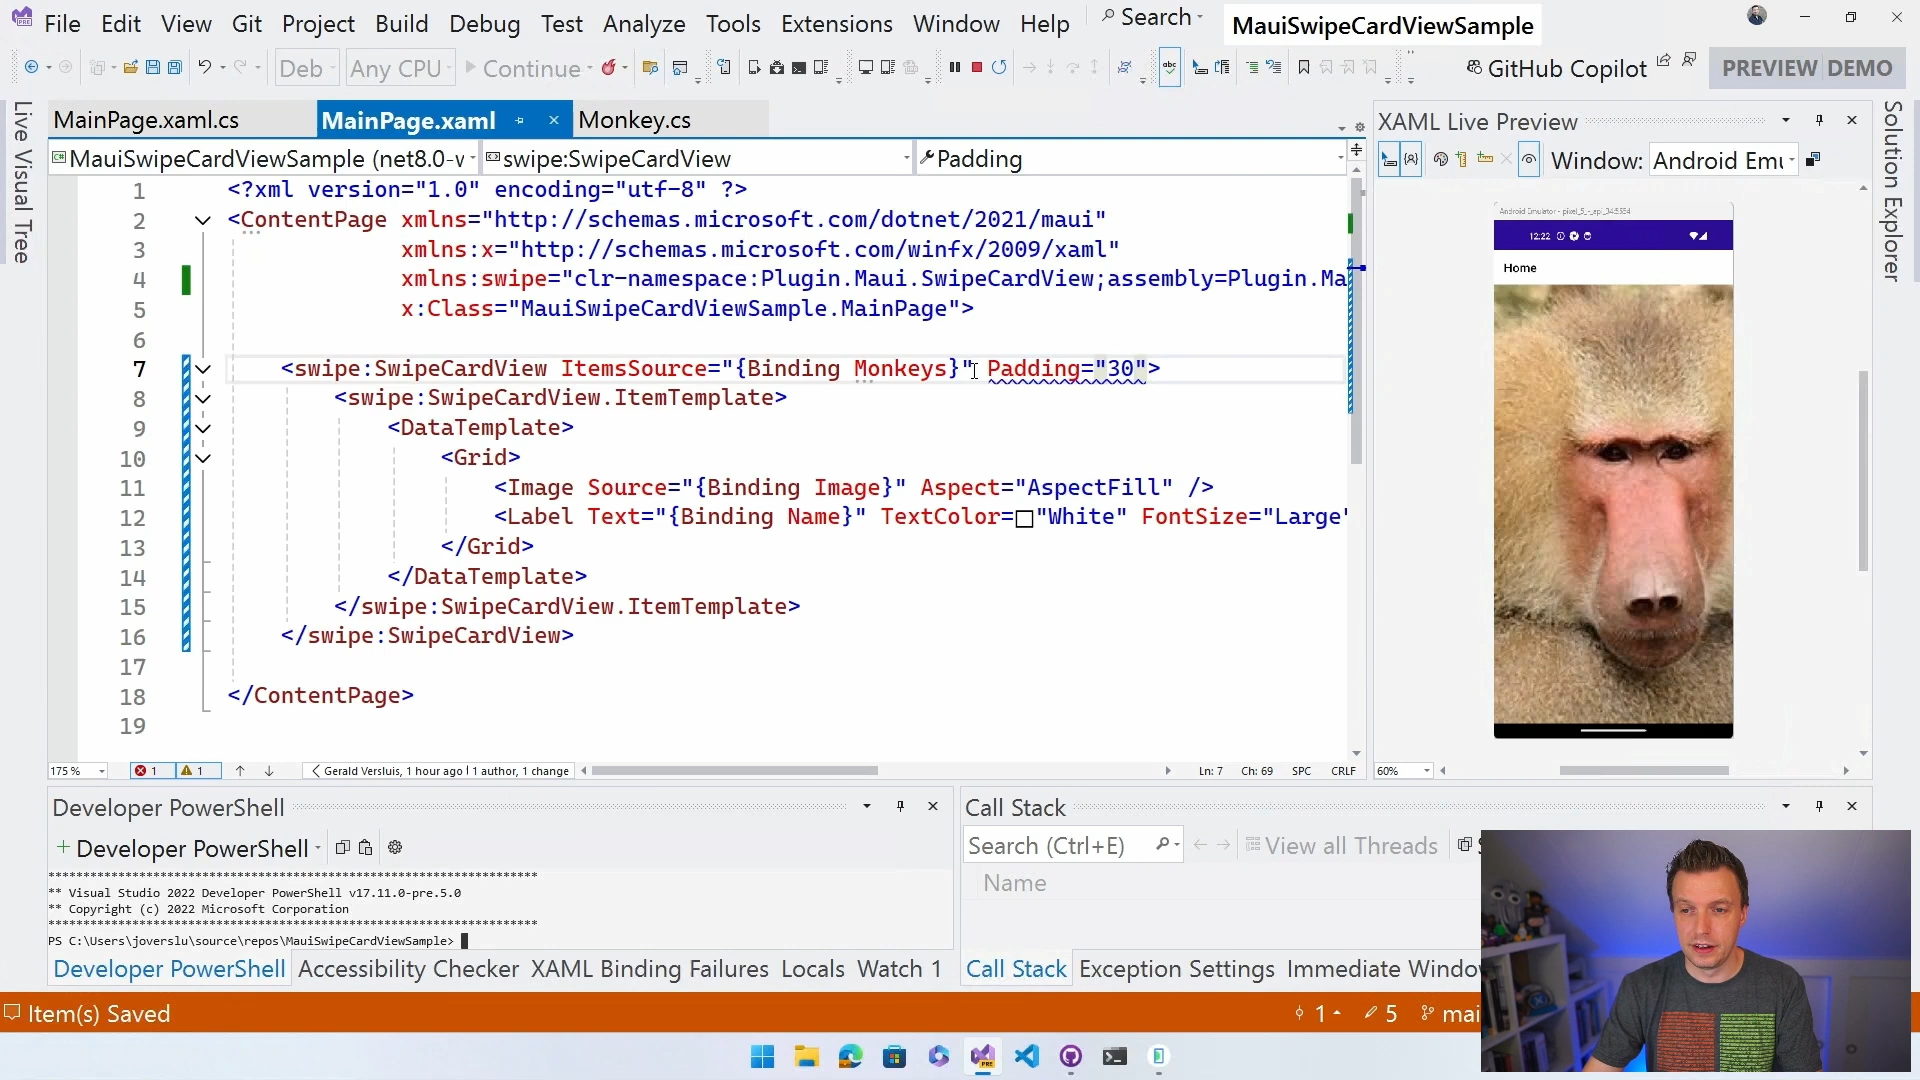 File Edit View Git Project Build Debug Test Analyze Tools Extensions Window Help Search MauiSwipeCardViewSample
Deb Any CPU Continue GitHub Copilot PREVIEW DEMO
Live Visual Tree
MainPage.xaml.cs MainPage.xaml Monkey.cs
MauiSwipeCardViewSample (net8.0- swipe:SwipeCardView Padding
1 <?xml version="1.0" encoding="utf-8" ?>
2 <ContentPage xmlns="http://schemas.microsoft.com/dotnet/2021/maui"
3 xmlns:x="http://schemas.microsoft.com/winfx/2009/xaml"
4 xmlns:swipe="clr-namespace:Plugin.Maui.SwipeCardView;assembly=Plugin.Ma
5 x:Class="MauiSwipeCardViewSample.MainPage">
6
7 <swipe:SwipeCardView ItemsSource="{Binding Monkeys}" Padding="30">
8 <swipe:SwipeCardView.ItemTemplate>
9 <DataTemplate>
10 <Grid>
11 <Image Source="{Binding Image}" Aspect="AspectFill" />
12 <Label Text="{Binding Name}" TextColor="White" FontSize="Large"
13 </Grid>
14 </DataTemplate>
15 </swipe:SwipeCardView.ItemTemplate>
16 </swipe:SwipeCardView>
17
18 </ContentPage>
19
175 % 1 1 Gerald Versluis, 1 hour ago | 1 author, 1 change Ln: 7 Ch: 69 SPC CRLF
XAML Live Preview
Window: Android Emu
Android Emulator - pixel_5_-_api_34:5554
12:22
Home
60%
Solution Explorer
Developer PowerShell
+ Developer PowerShell
**********************************************************************
** Visual Studio 2022 Developer PowerShell v17.11.0-pre.5.0
** Copyright (c) 2022 Microsoft Corporation
**********************************************************************
PS C:\Users\joverslu\source\repos\MauiSwipeCardViewSample>
Developer PowerShell Accessibility Checker XAML Binding Failures Locals Watch 1
Call Stack
Search (Ctrl+E) View all Threads
Name
Call Stack Exception Settings Immediate Windo
Item(s) Saved 1 5 mai